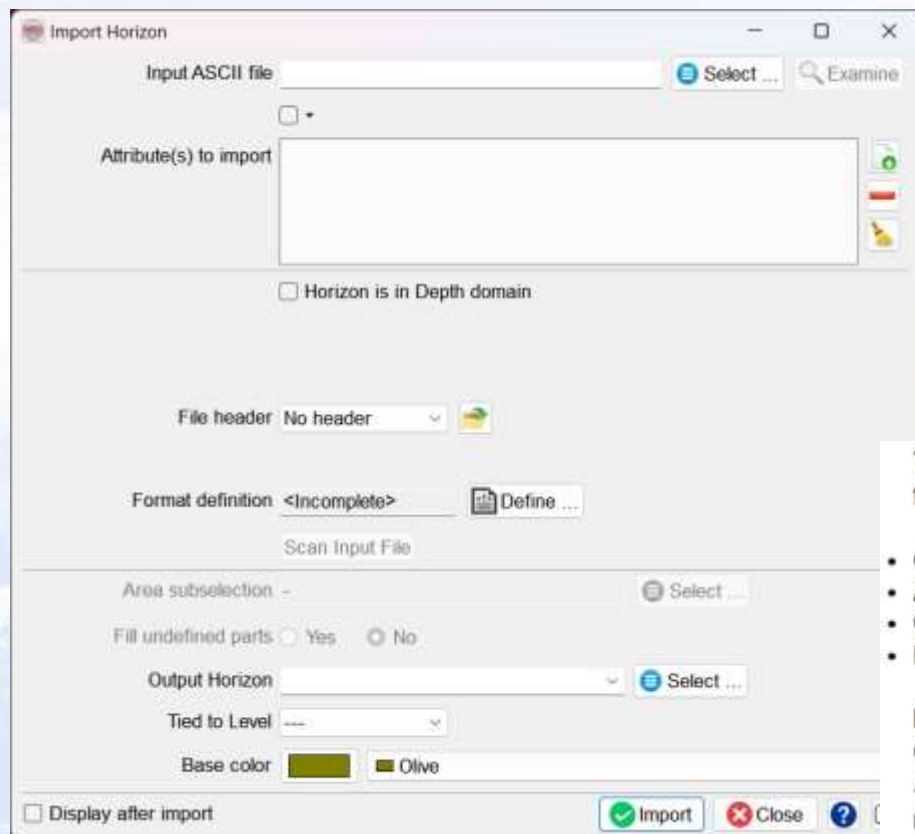 Import Horizon
Input ASCII file Select ... Examine
Attribute(s) to import
Horizon is in Depth domain
File header No header
Format definition <Incomplete> Define ...
Scan Input File
Area subselection - Select ...
Fill undefined parts Yes No
Output Horizon Select ...
Tied to Level ---
Base color Olive
Display after import Import Close ?